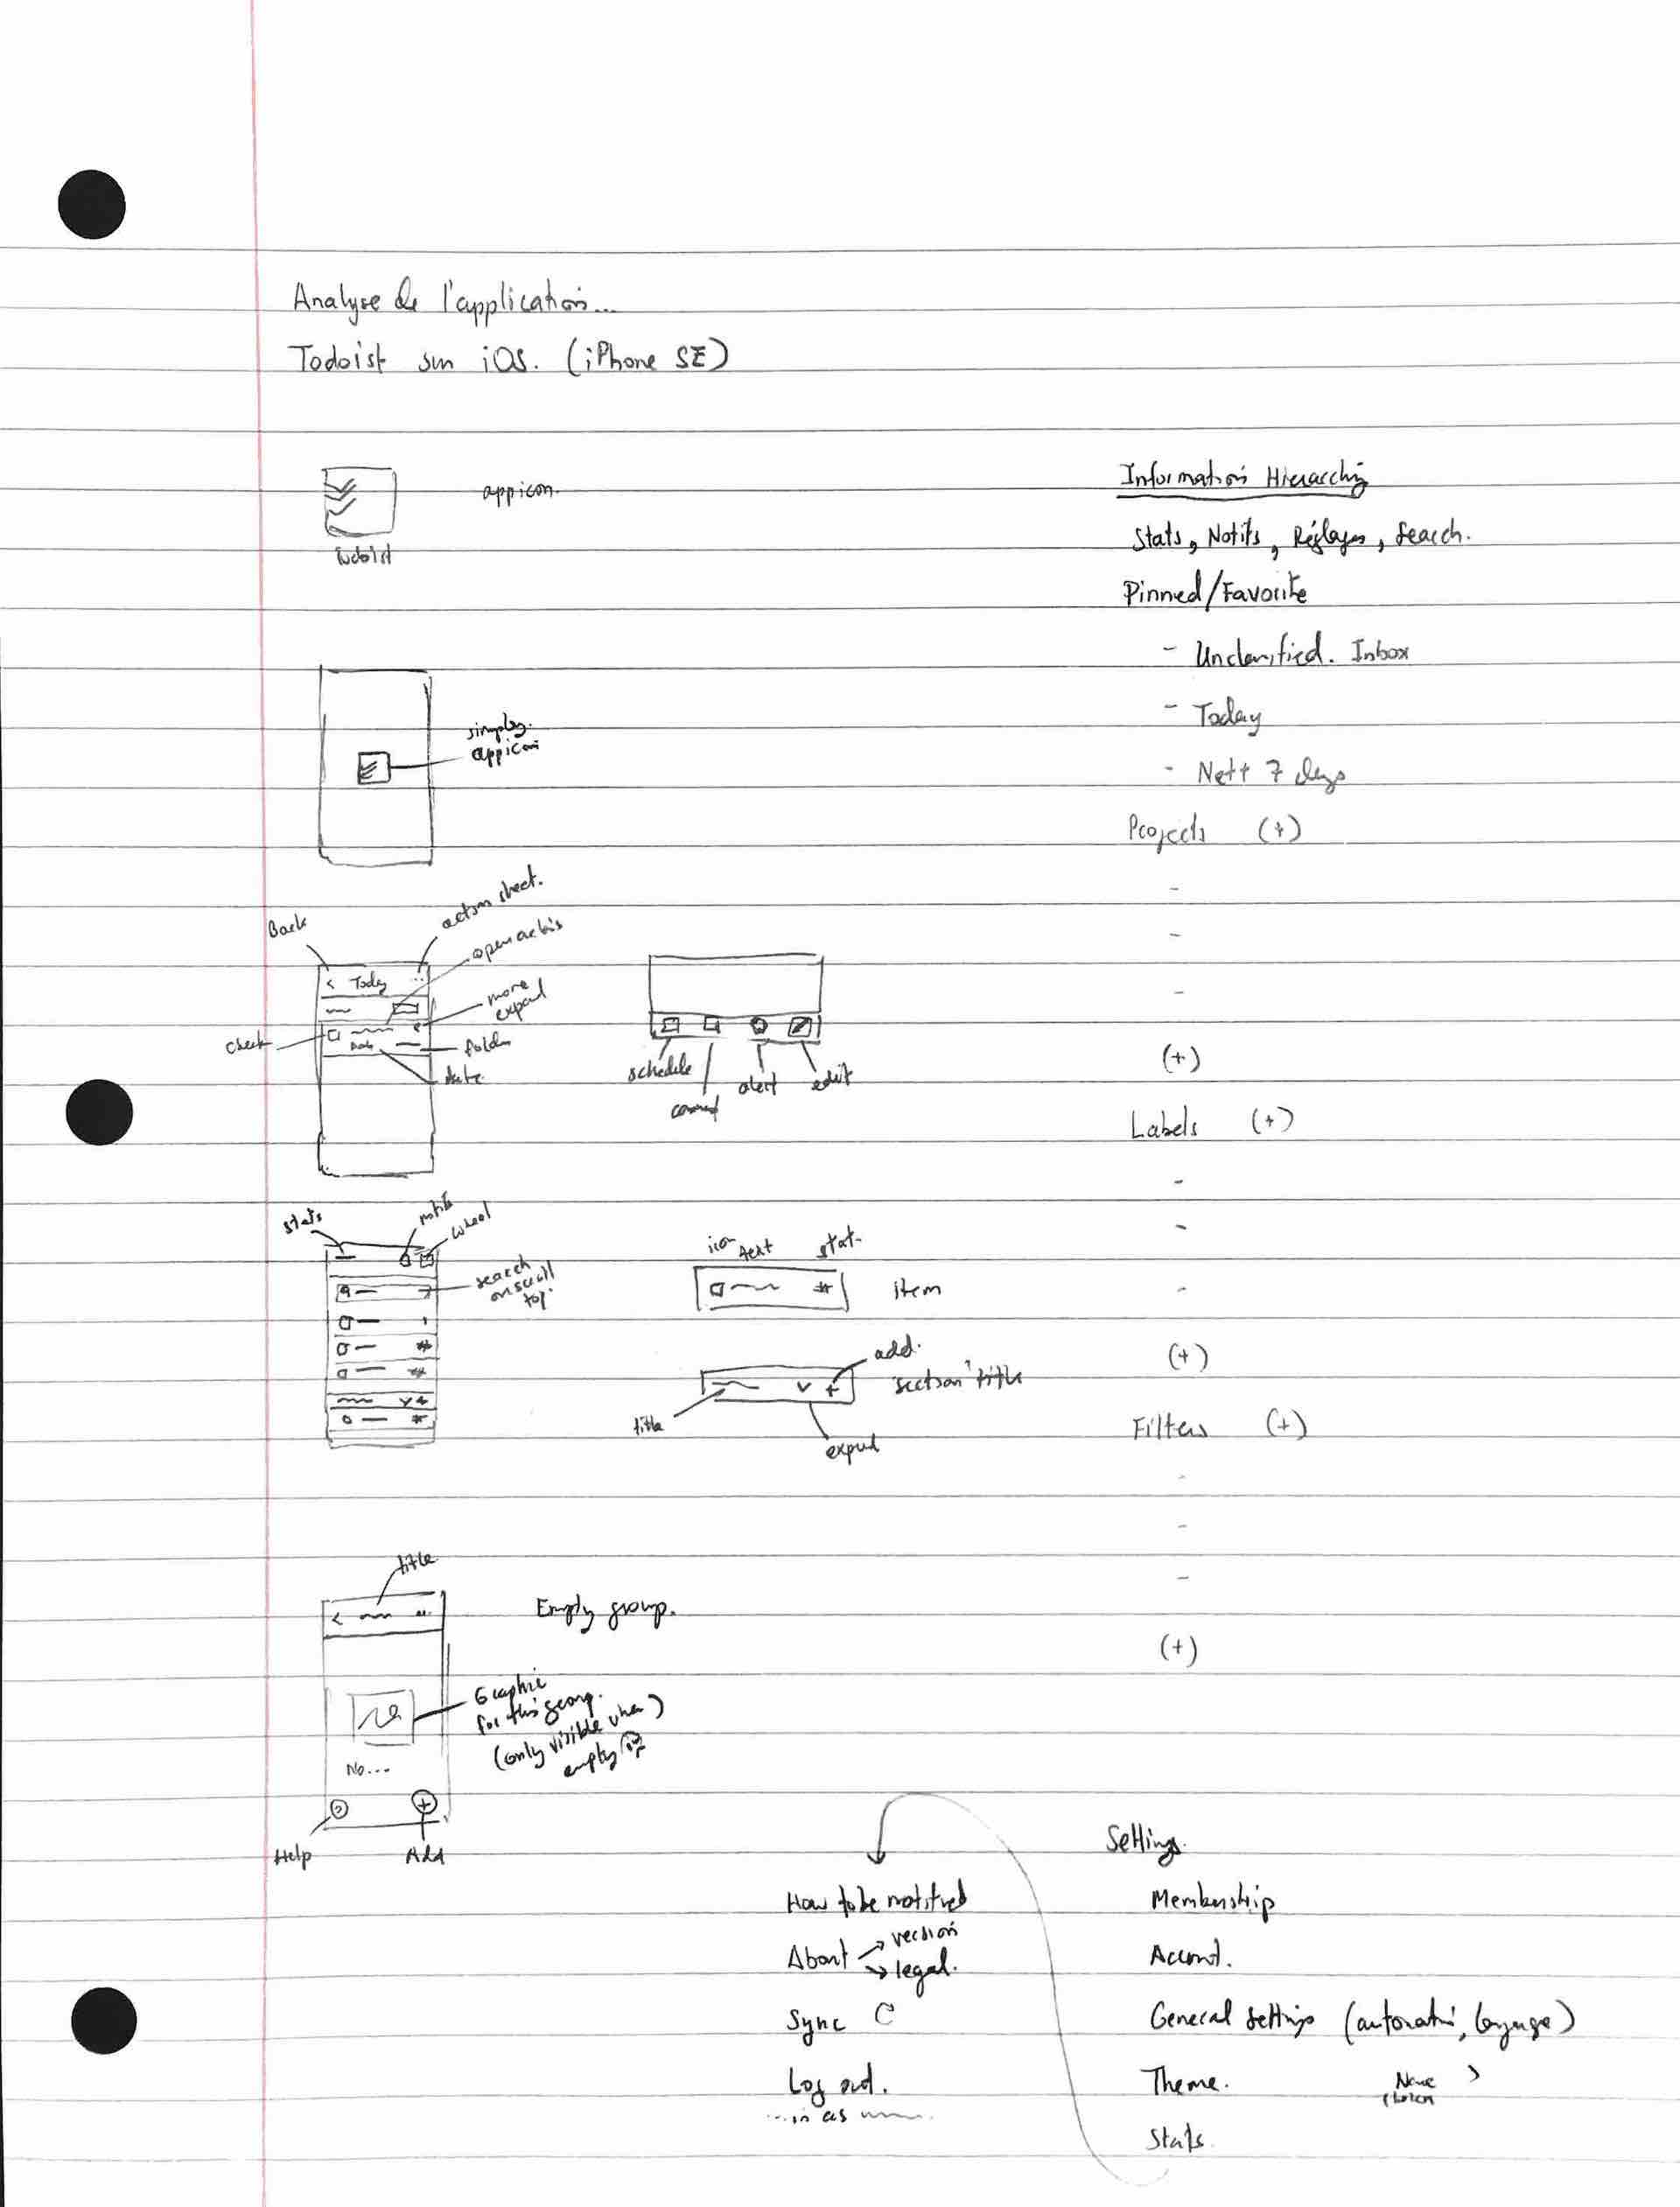 Analyse de l'application...
Todoist sur iOS. (iPhone SE)
appicon.
todoist
simples
appicon
Back
action sheet.
open actions
< Today ..
more
expand
check
date
folder
date
schedule
comment
alert
edit
stats
notifs
wheel
search
on scroll
top.
icon text stat.
# item
#
#
#
add.
"section" title
title
expand
title
Empty group.
Graphic
for this group.
(only visible when)
empty
No...
Help Add
Information Hierarchy
Stats, Notifs, Réglages, Search.
Pinned/Favorite
- Unclassified. Inbox
- Today
- Next 7 days
Projects (+)
-
-
-
(+)
Labels (+)
-
-
-
(+)
Filters (+)
-
-
-
(+)
Settings.
Membership
Account.
General Settings (automatic, language)
Theme. Name
Stats.
How to be notified
About → version
→ legal.
Sync
Log out.
... in as